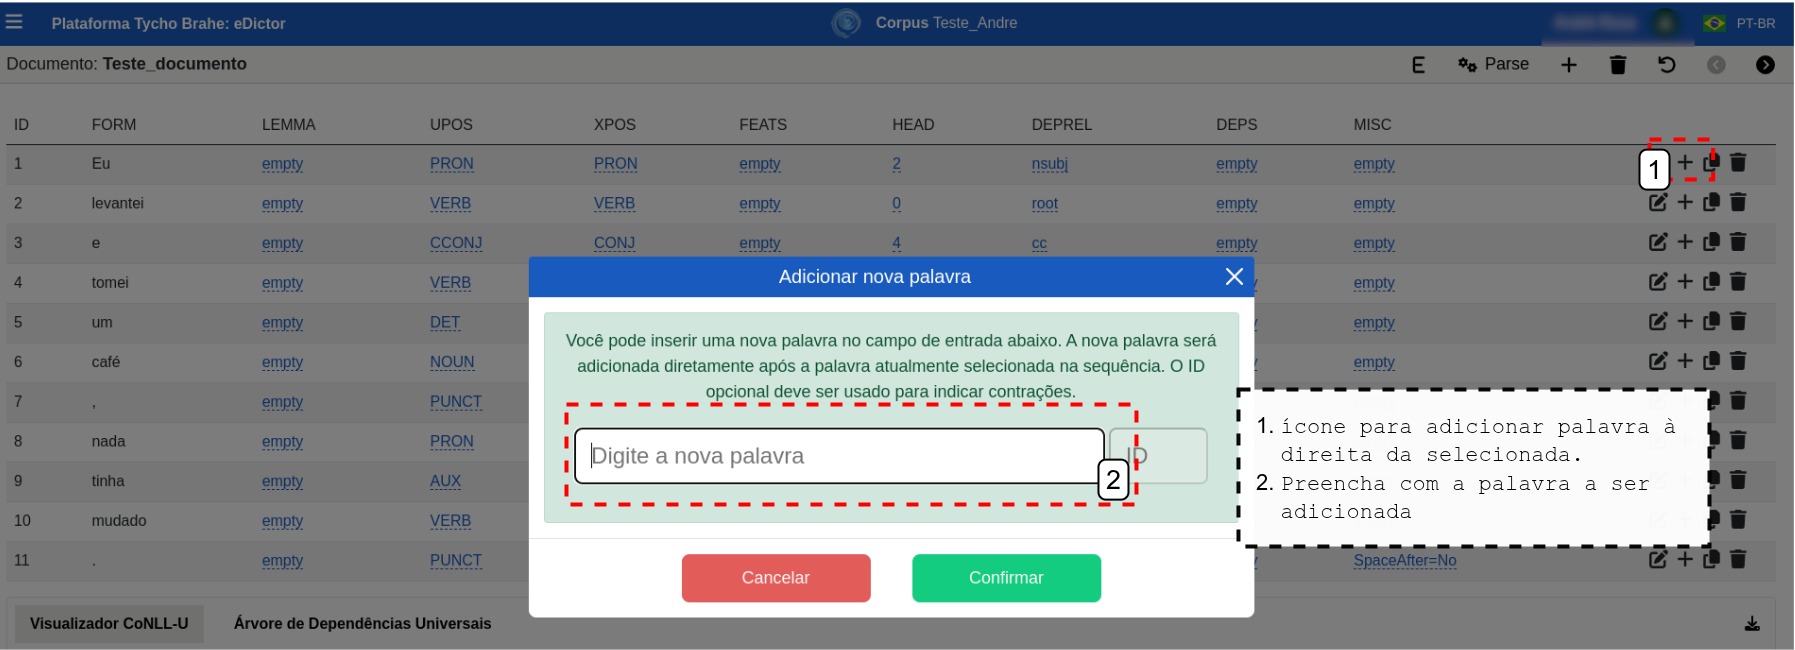 Plataforma Tycho Brahe: eDictor Corpus Teste_Andre PT-BR
Documento: Teste_documento E Parse
ID FORM LEMMA UPOS XPOS FEATS HEAD DEPREL DEPS MISC
1 Eu empty PRON PRON empty 2 nsubj empty empty 1
2 levantei empty VERB VERB empty 0 root empty empty
3 e empty CCONJ CONJ empty 4 cc empty empty
4 tomei empty VERB empty
5 um empty DET empty
6 café empty NOUN empty
7 , empty PUNCT
8 nada empty PRON
9 tinha empty AUX
10 mudado empty VERB
11 . empty PUNCT SpaceAfter=No
Adicionar nova palavra
Você pode inserir uma nova palavra no campo de entrada abaixo. A nova palavra será
adicionada diretamente após a palavra atualmente selecionada na sequência. O ID
opcional deve ser usado para indicar contrações.
Digite a nova palavra ID
2
Cancelar Confirmar
1. ícone para adicionar palavra à
direita da selecionada.
2. Preencha com a palavra a ser
adicionada
Visualizador CoNLL-U Árvore de Dependências Universais